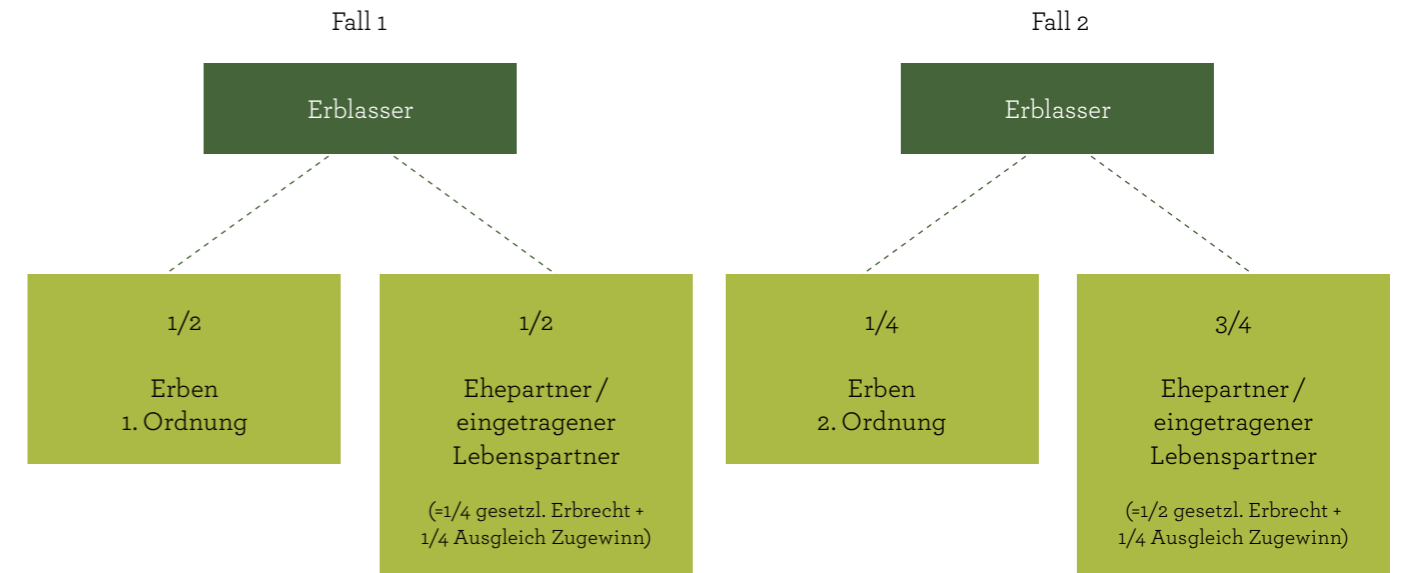 Fall 1
Erblasser
1/2
Erben
1. Ordnung
1/2
Ehepartner /
eingetragener
Lebenspartner
(=1/4 gesetzl. Erbrecht +
1/4 Ausgleich Zugewinn)
Fall 2
Erblasser
1/4
Erben
2. Ordnung
3/4
Ehepartner /
eingetragener
Lebenspartner
(=1/2 gesetzl. Erbrecht +
1/4 Ausgleich Zugewinn)